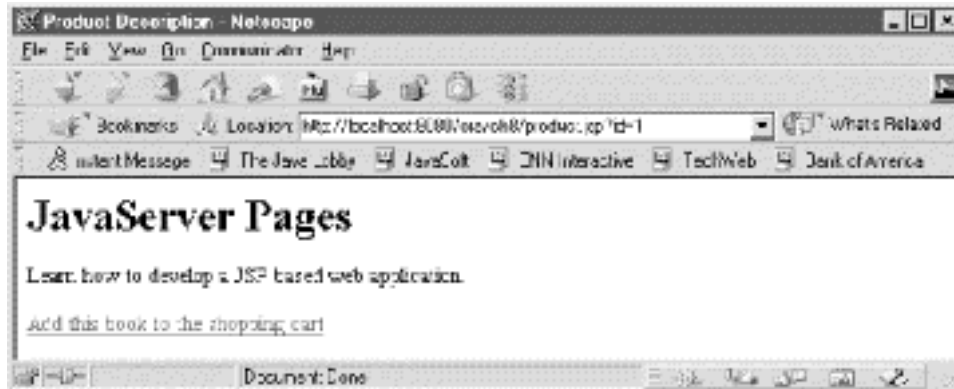 Product Description - Netscape
File Edit View Go Communicator Help
Bookmarks Location: http://localhost:8080/orawch8/product.jsp?id=1 What's Related
Instant Message The Java Lobby JavaSoft CNN Interactive TechWeb Bank of America
JavaServer Pages
Learn how to develop a JSP based web application.
Add this book to the shopping cart
Document: Done